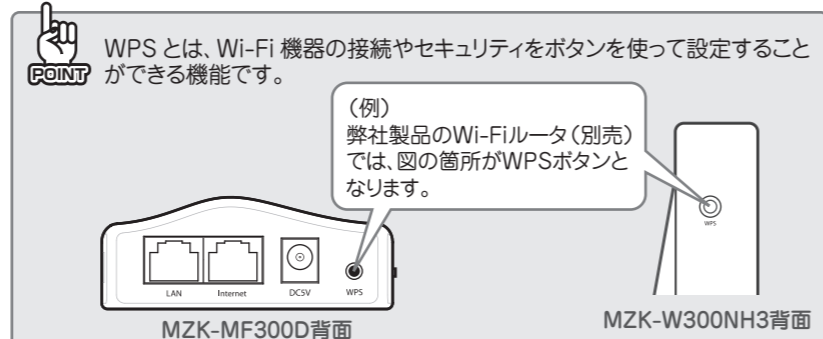 POINT
WPS とは、Wi-Fi 機器の接続やセキュリティをボタンを使って設定すること
ができる機能です。
（例）
弊社製品のWi-Fiルータ（別売）
では、図の箇所がWPSボタンと
なります。
WPS
LAN Internet DC5V WPS
MZK-MF300D背面
MZK-W300NH3背面